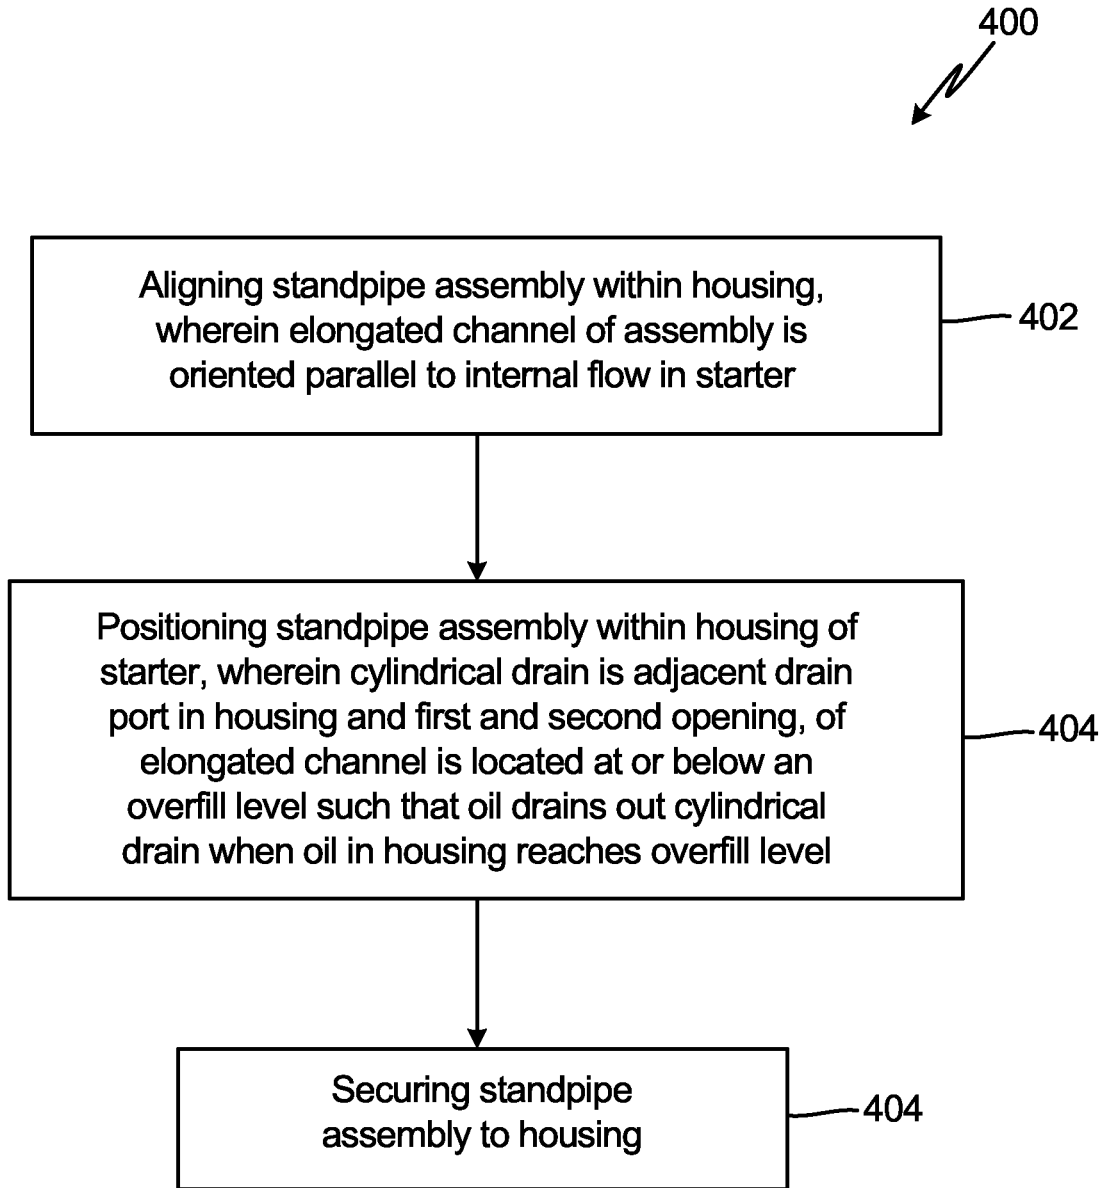 400
Aligning standpipe assembly within housing,
wherein elongated channel of assembly is
oriented parallel to internal flow in starter
402
Positioning standpipe assembly within housing of
starter, wherein cylindrical drain is adjacent drain
port in housing and first and second opening, of
elongated channel is located at or below an
overfill level such that oil drains out cylindrical
drain when oil in housing reaches overfill level
404
Securing standpipe
assembly to housing
404